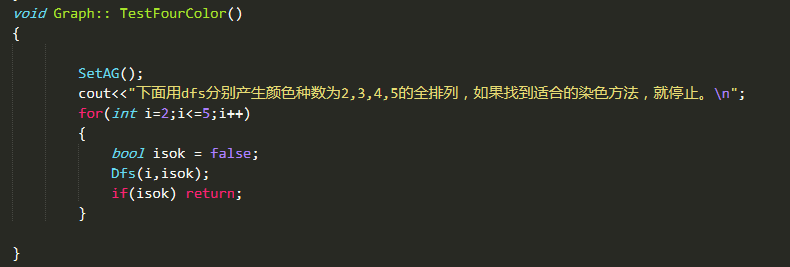 void Graph:: TestFourColor()
{
SetAG();
cout<<"下面用dfs分别产生颜色种数为2,3,4,5的全排列，如果找到适合的染色方法，就停止。\n";
for(int i=2;i<=5;i++)
{
bool isok = false;
Dfs(i,isok);
if(isok) return;
}
}